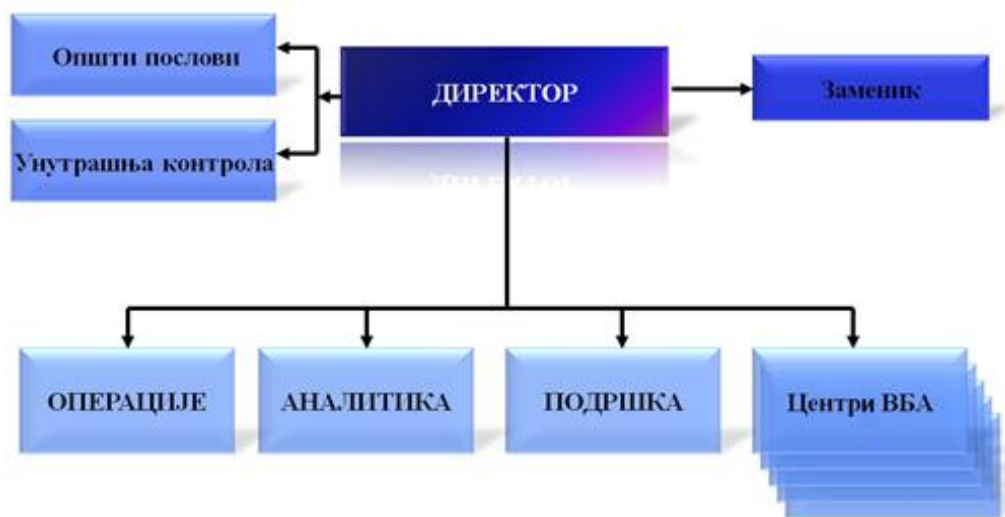 Општи послови
ДИРЕКТОР
Заменик
Унутрашња контрола
ОПЕРАЦИЈЕ
АНАЛИТИКА
ПОДРШКА
Центри ВБА